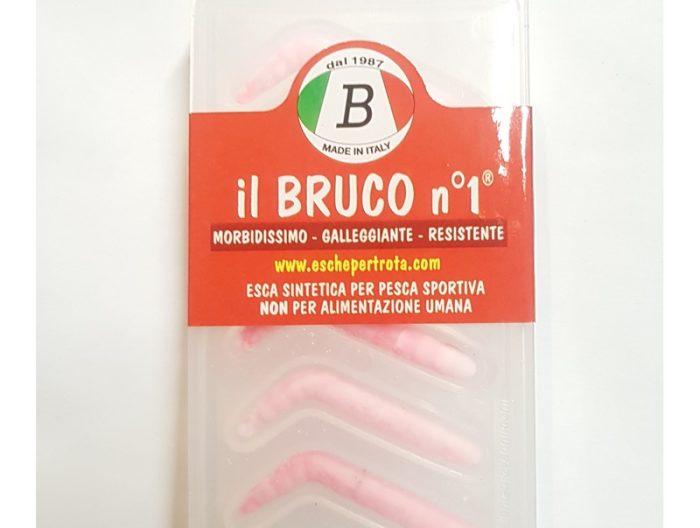 dal 1987
B
MADE IN ITALY
il BRUCO n°1®
MORBIDISSIMO - GALLEGGIANTE - RESISTENTE
www.eschepertrota.com
ESCA SINTETICA PER PESCA SPORTIVA
NON PER ALIMENTAZIONE UMANA